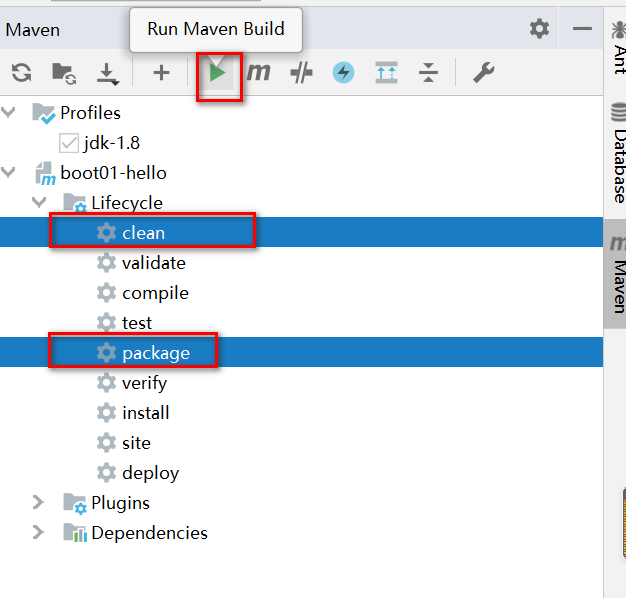 Maven
Run Maven Build
m
Profiles
jdk-1.8
m
boot01-hello
Lifecycle
clean
validate
compile
test
package
verify
install
site
deploy
Plugins
Dependencies
Ant
Database
m
Maven